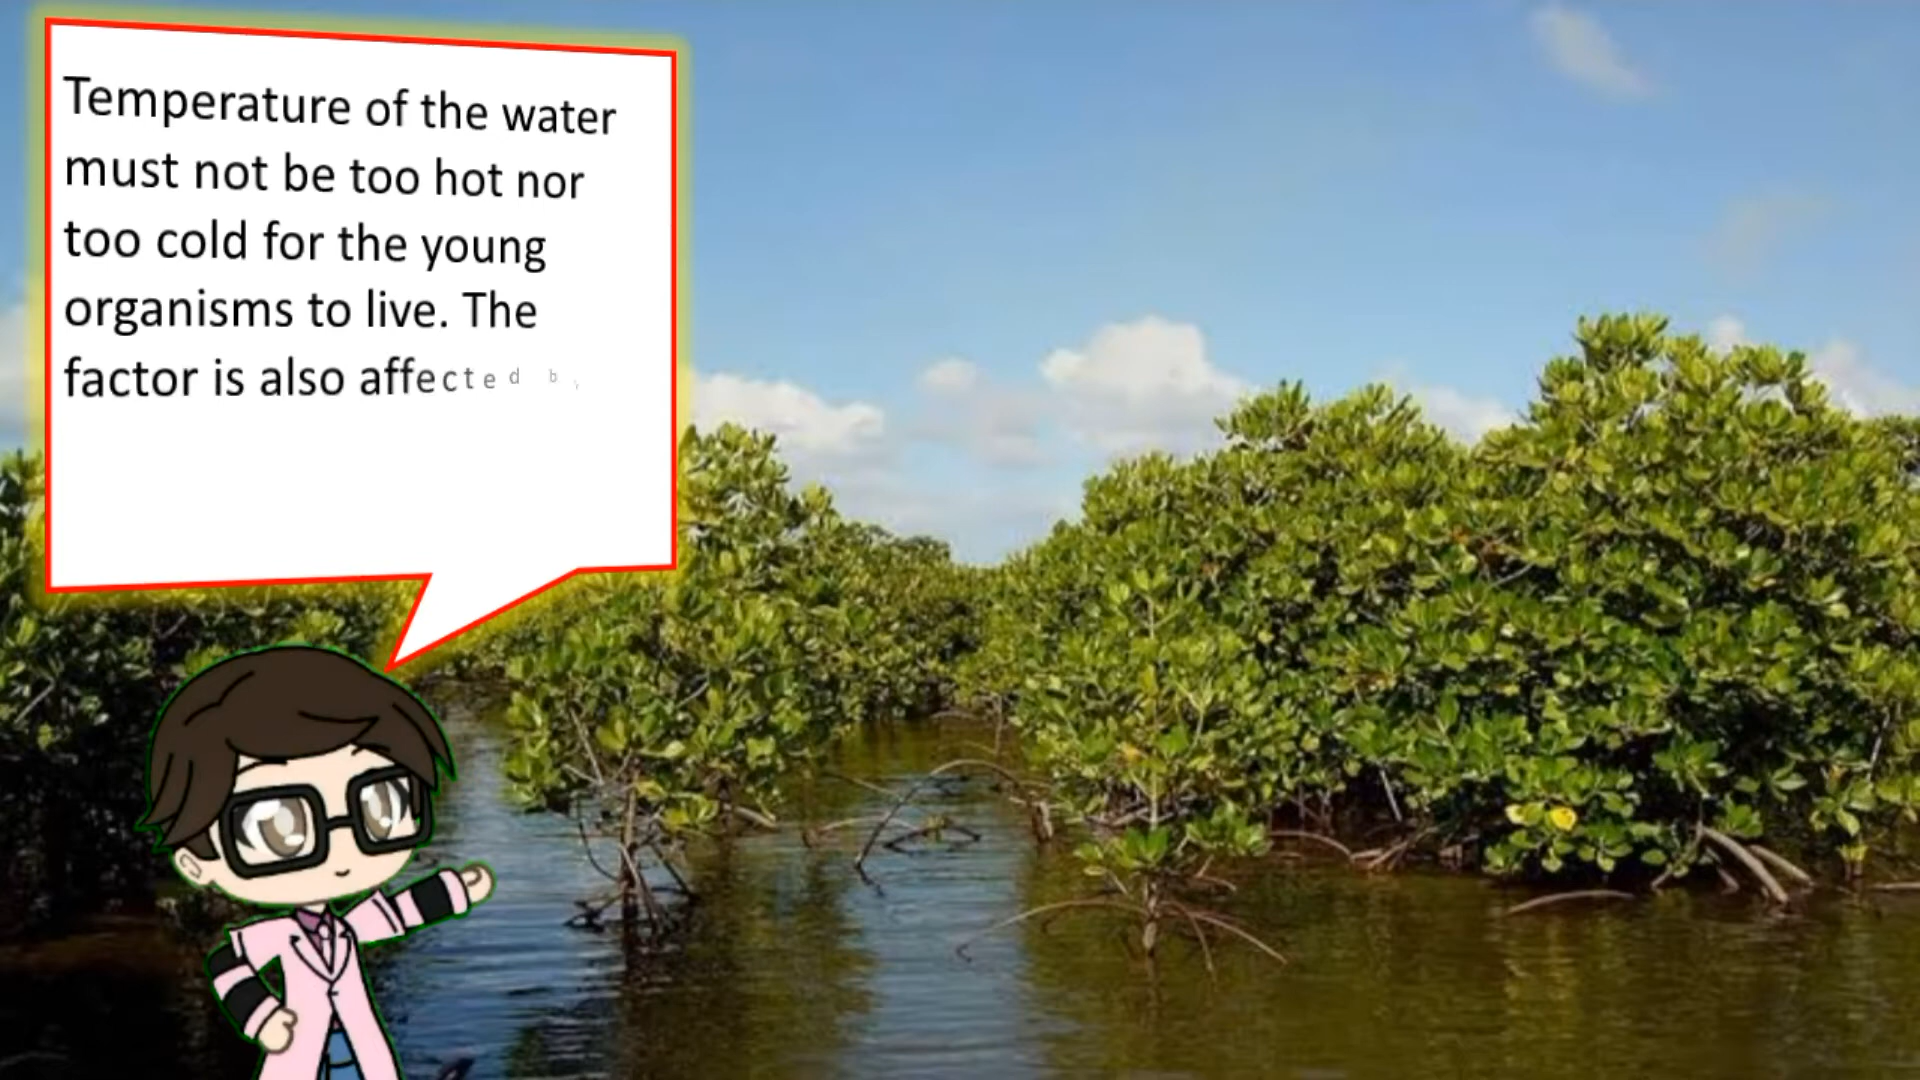 Temperature of the water
must not be too hot nor
too cold for the young
organisms to live. The
factor is also affected by